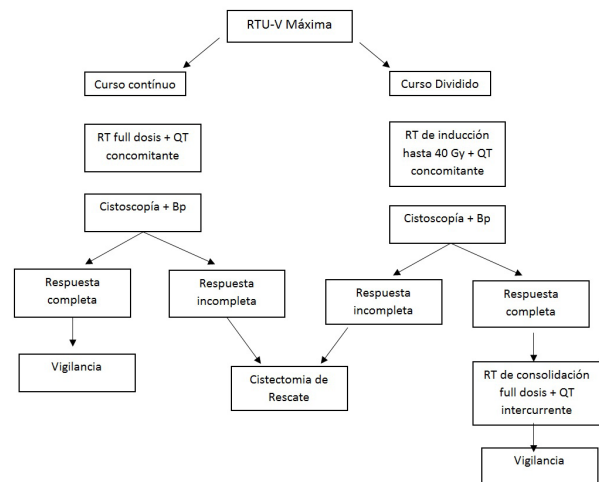 RTU-V Máxima
Curso contínuo
Curso Dividido
RT full dosis + QT
concomitante
RT de inducción
hasta 40 Gy + QT
concomitante
Cistoscopía + Bp
Cistoscopía + Bp
Respuesta
completa
Respuesta
incompleta
Respuesta
incompleta
Respuesta
completa
Vigilancia
Cistectomia de
Rescate
RT de consolidación
full dosis + QT
intercurrente
Vigilancia